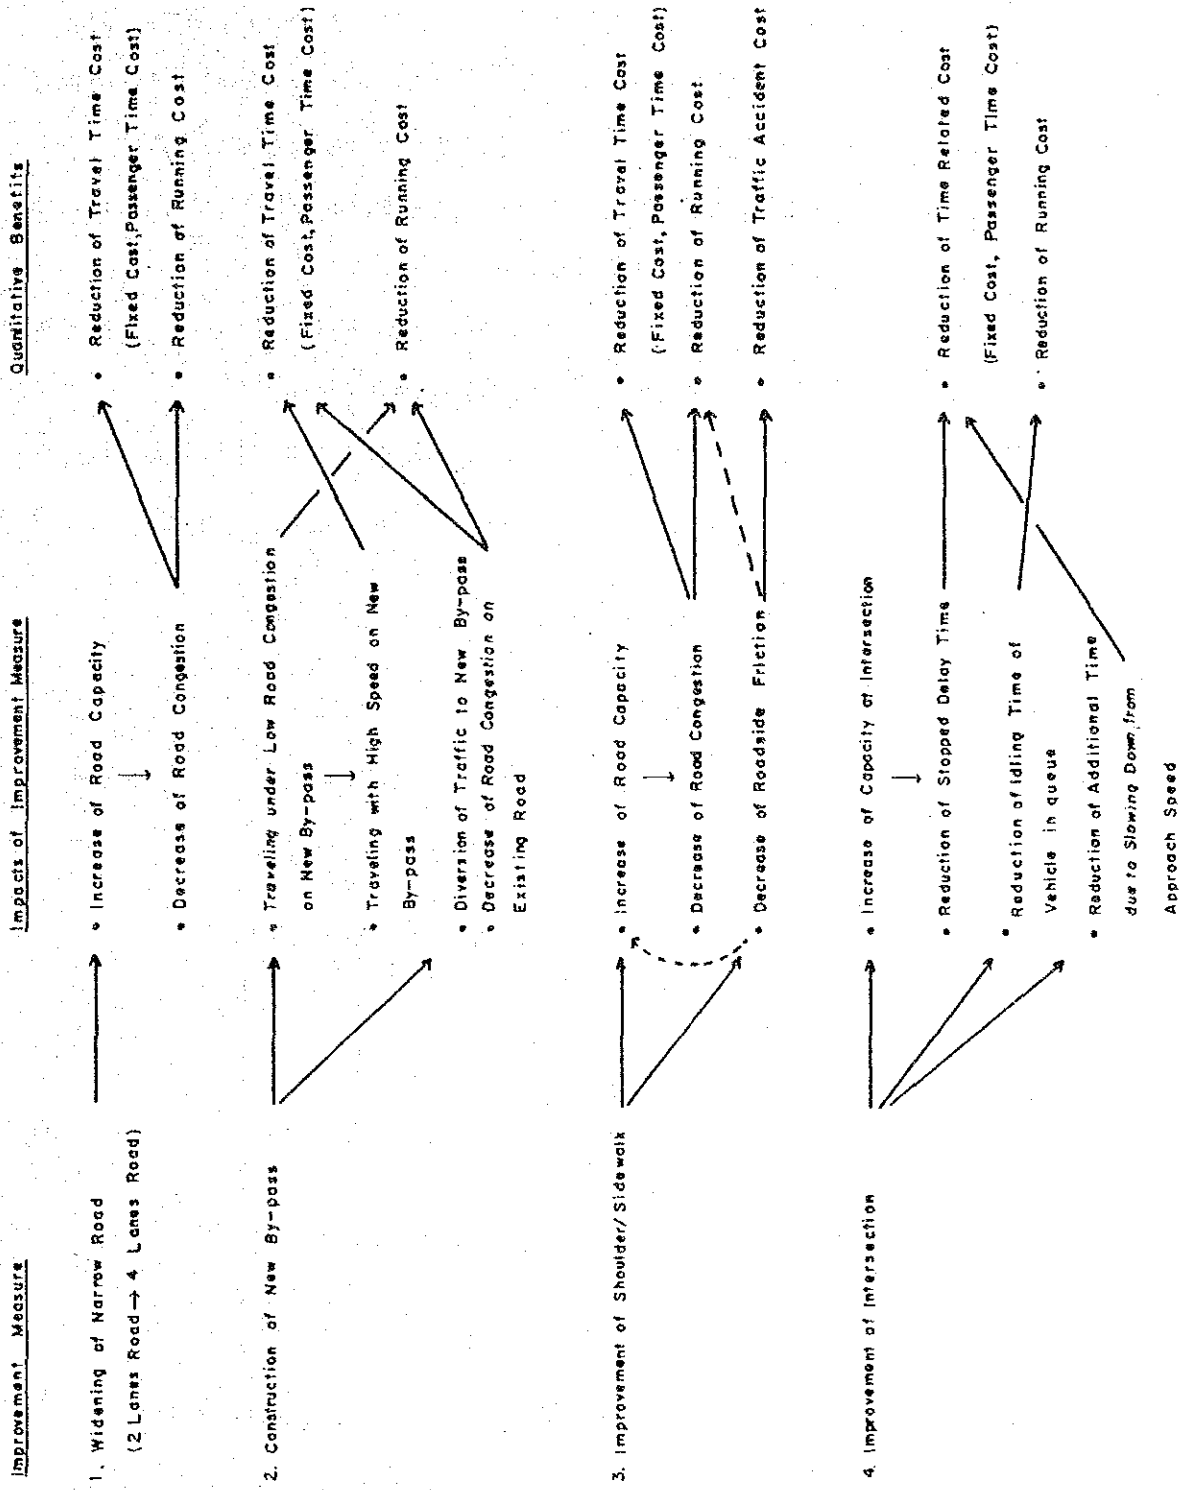 Improvement Measure
Impacts of Improvement Measure
Quantitative Benefits
1. Widening of Narrow Road
(2 Lanes Road → 4 Lanes Road)
• Increase of Road Capacity
↓
• Decrease of Road Congestion
• Reduction of Travel Time Cost
(Fixed Cost, Passenger Time Cost)
• Reduction of Running Cost
2. Construction of New By-pass
• Traveling under Low Road Congestion
on New By-pass
↓
• Traveling with High Speed on New
By-pass
• Diversion of Traffic to New By-pass
• Decrease of Road Congestion on
Existing Road
• Reduction of Travel Time Cost
(Fixed Cost, Passenger Time Cost)
• Reduction of Running Cost
3. Improvement of Shoulder/Sidewalk
• Increase of Road Capacity
↓
• Decrease of Road Congestion
• Decrease of Roadside Friction
• Reduction of Travel Time Cost
(Fixed Cost, Passenger Time Cost)
• Reduction of Running Cost
• Reduction of Traffic Accident Cost
4. Improvement of Intersection
• Increase of Capacity at Intersection
↓
• Reduction of Stopped Delay Time
• Reduction of Idling Time of
Vehicle in queue
• Reduction of Additional Time
due to Slowing Down from
Approach Speed
• Reduction of Time Related Cost
(Fixed Cost, Passenger Time Cost)
• Reduction of Running Cost